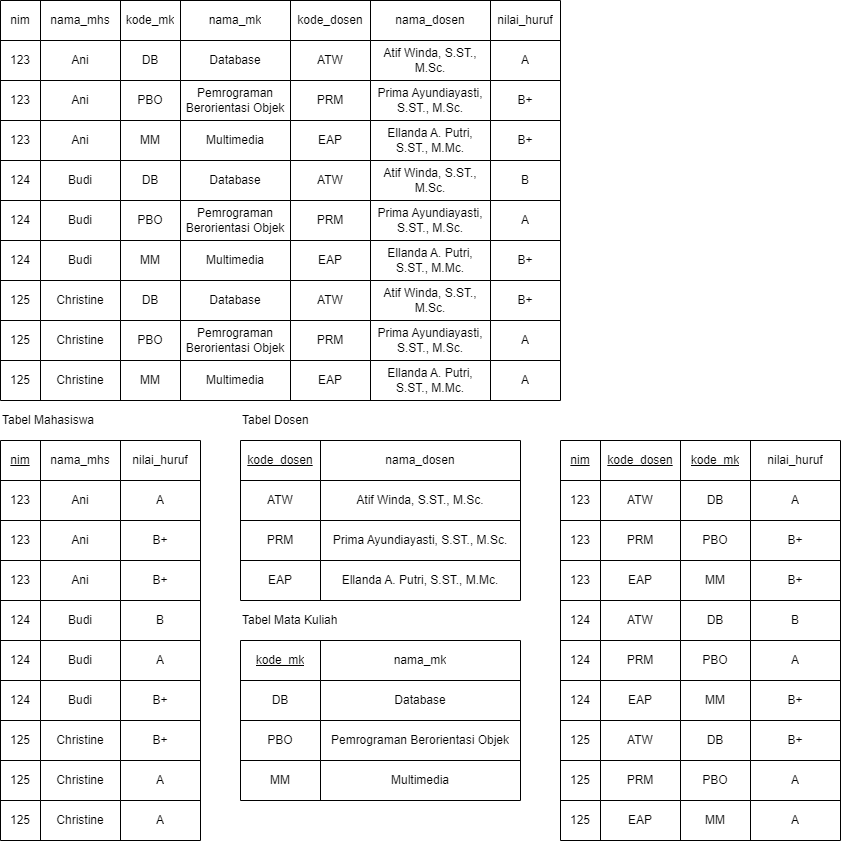 nim nama_mhs kode_mk nama_mk kode_dosen nama_dosen nilai_huruf
123 Ani DB Database ATW Atif Winda, S.ST.,
M.Sc. A
123 Ani PBO Pemrograman
Berorientasi Objek PRM Prima Ayundiayasti,
S.ST., M.Sc. B+
123 Ani MM Multimedia EAP Ellanda A. Putri,
S.ST., M.Mc. B+
124 Budi DB Database ATW Atif Winda, S.ST.,
M.Sc. B
124 Budi PBO Pemrograman
Berorientasi Objek PRM Prima Ayundiayasti,
S.ST., M.Sc. A
124 Budi MM Multimedia EAP Ellanda A. Putri,
S.ST., M.Mc. B+
125 Christine DB Database ATW Atif Winda, S.ST.,
M.Sc. B+
125 Christine PBO Pemrograman
Berorientasi Objek PRM Prima Ayundiayasti,
S.ST., M.Sc. A
125 Christine MM Multimedia EAP Ellanda A. Putri,
S.ST., M.Mc. A
Tabel Mahasiswa
nim nama_mhs nilai_huruf
123 Ani A
123 Ani B+
123 Ani B+
124 Budi B
124 Budi A
124 Budi B+
125 Christine B+
125 Christine A
125 Christine A
Tabel Dosen
kode_dosen nama_dosen
ATW Atif Winda, S.ST., M.Sc.
PRM Prima Ayundiayasti, S.ST., M.Sc.
EAP Ellanda A. Putri, S.ST., M.Mc.
Tabel Mata Kuliah
kode_mk nama_mk
DB Database
PBO Pemrograman Berorientasi Objek
MM Multimedia
nim kode_dosen kode_mk nilai_huruf
123 ATW DB A
123 PRM PBO B+
123 EAP MM B+
124 ATW DB B
124 PRM PBO A
124 EAP MM B+
125 ATW DB B+
125 PRM PBO A
125 EAP MM A